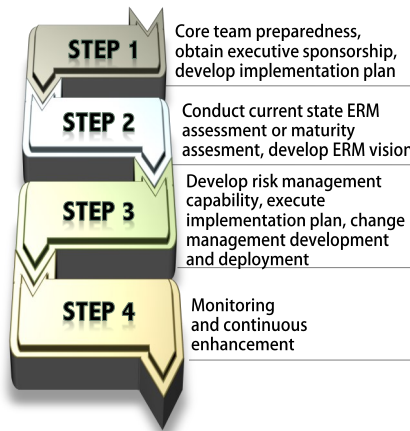 STEP 1
Core team preparedness,
obtain executive sponsorship,
develop implementation plan
STEP 2
Conduct current state ERM
assessment or maturity
assesment, develop ERM vision
STEP 3
Develop risk management
capability, execute
implementation plan, change
management development
and deployment
STEP 4
Monitoring
and continuous
enhancement